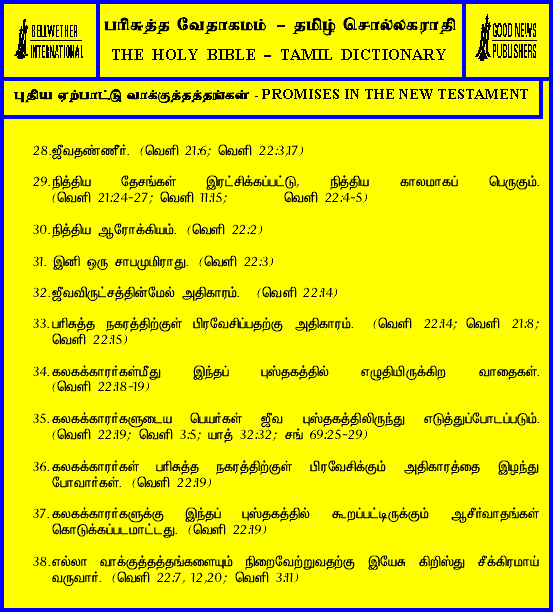 BELLWETHER
INTERNATIONAL
பரிசுத்த வேதாகமம் – தமிழ் சொல்லகராதி
THE HOLY BIBLE – TAMIL DICTIONARY
GOOD NEWS
PUBLISHERS
புதிய ஏற்பாட்டு வாக்குத்தத்தங்கள் - PROMISES IN THE NEW TESTAMENT
28.ஜீவதண்ணீர். (வெளி 21:6; வெளி 22:3,17)
29.நித்திய தேசங்கள் இரட்சிக்கப்பட்டு, நித்திய காலமாகப் பெருகும்.
(வெளி 21:24-27; வெளி 11:15; வெளி 22:4-5)
30.நித்திய ஆரோக்கியம். (வெளி 22:2)
31. இனி ஒரு சாபமுமிராது. (வெளி 22:3)
32.ஜீவவிருட்சத்தின்மேல் அதிகாரம். (வெளி 22:14)
33.பரிசுத்த நகரத்திற்குள் பிரவேசிப்பதற்கு அதிகாரம். (வெளி 22:14; வெளி 21:8;
வெளி 22:15)
34.கலகக்காரர்கள்மீது இந்தப் புஸ்தகத்தில் எழுதியிருக்கிற வாதைகள்.
(வெளி 22:18-19)
35.கலகக்காரர்களுடைய பெயர்கள் ஜீவ புஸ்தகத்திலிருந்து எடுத்துப்போடப்படும்.
(வெளி 22:19; வெளி 3:5; யாத் 32:32; சங் 69:25-29)
36.கலகக்காரர்கள் பரிசுத்த நகரத்திற்குள் பிரவேசிக்கும் அதிகாரத்தை இழந்து
போவார்கள். (வெளி 22:19)
37.கலகக்காரர்களுக்கு இந்தப் புஸ்தகத்தில் கூறப்பட்டிருக்கும் ஆசீர்வாதங்கள்
கொடுக்கப்படமாட்டது. (வெளி 22:19)
38.எல்லா வாக்குத்தத்தங்களையும் நிறைவேற்றுவதற்கு இயேசு கிறிஸ்து சீக்கிரமாய்
வருவார். (வெளி 22:7, 12,20; வெளி 3:11)